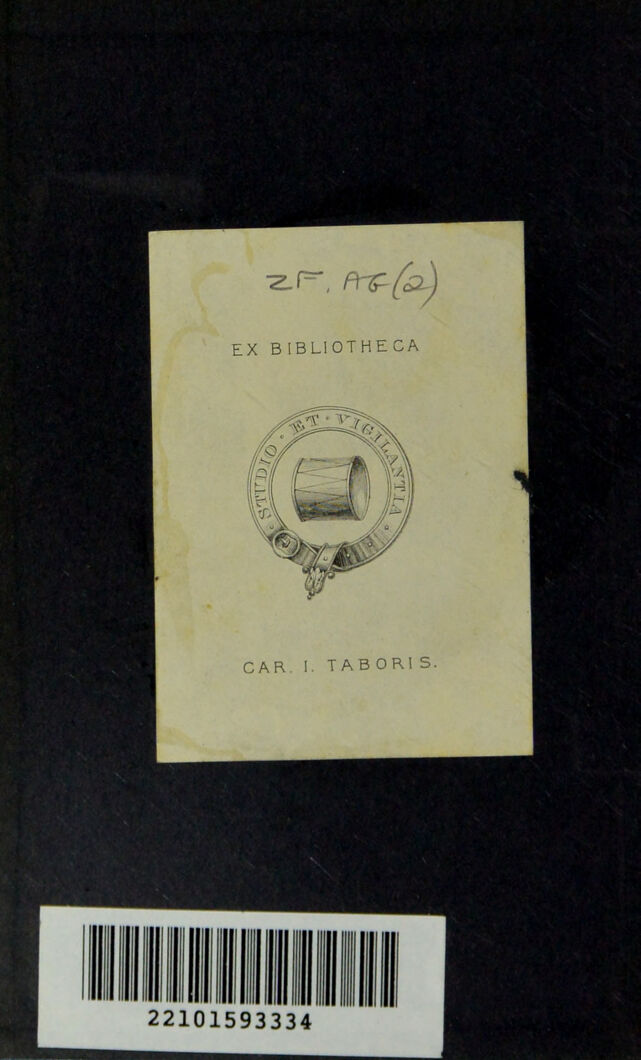 ZF. AG(2)
EX BIBLIOTHECA
· STUDIO · ET · VIGILANTIA ·
CAR. I. TABORIS.
22101593334